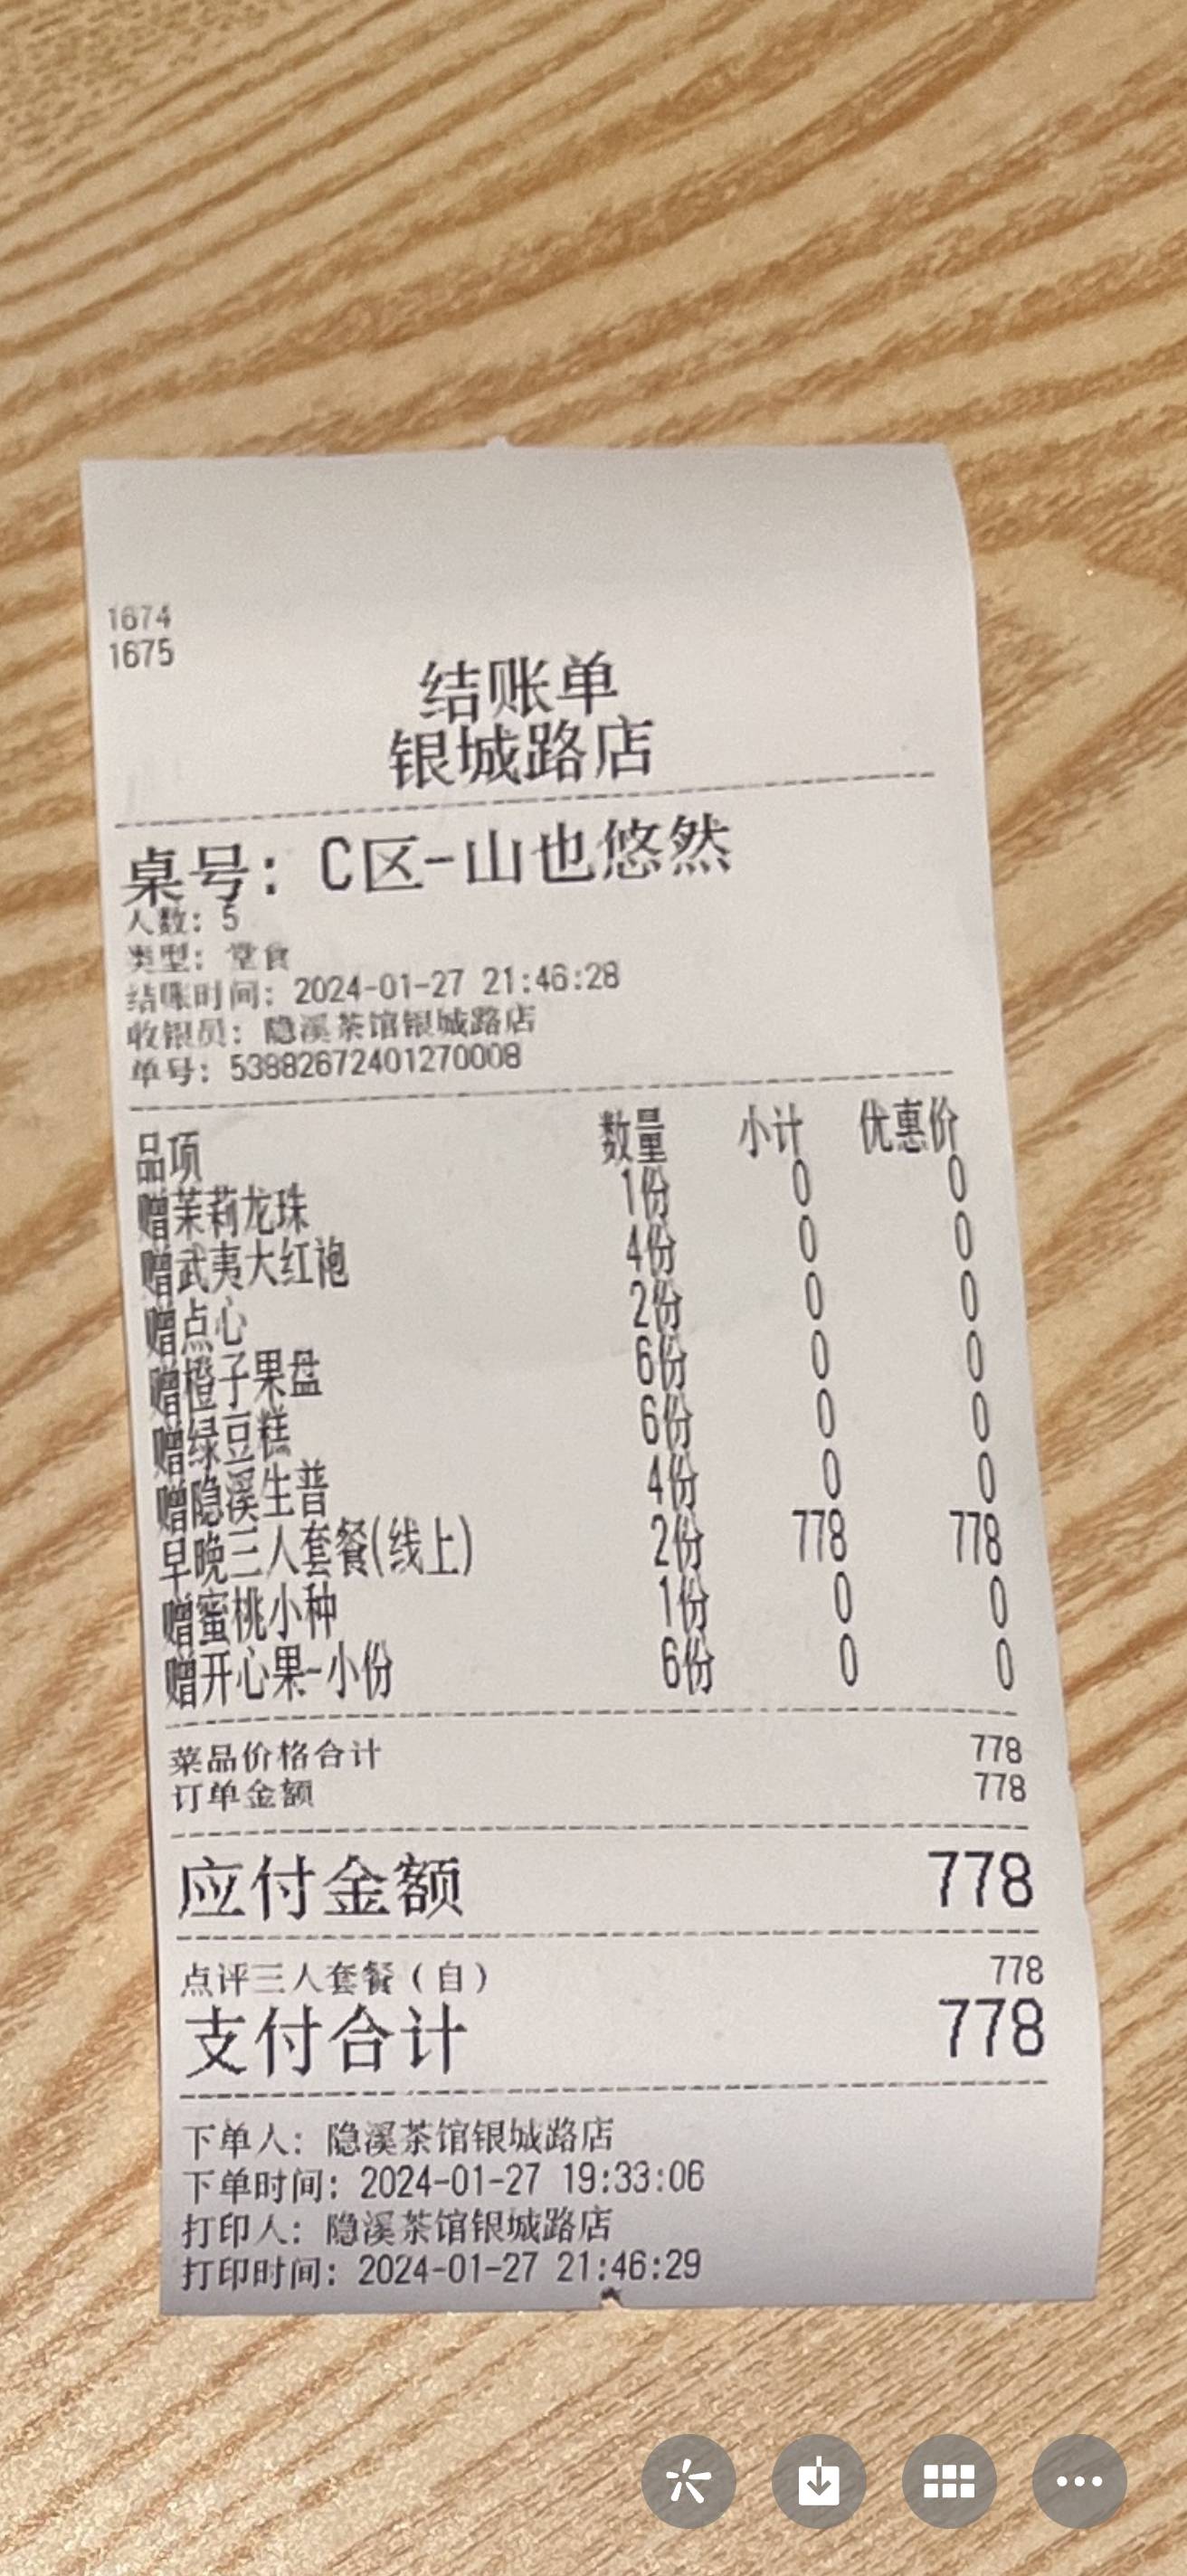 1674
1675
结账单
银城路店
桌号: C区-山也悠然
人数: 5
类型: 堂食
结账时间: 2024-01-27 21:46:28
收银员: 隐溪茶馆银城路店
单号: 53882672401270008
品项 数量 小计 优惠价
赠茉莉龙珠 1份 0 0
赠武夷大红袍 4份 0 0
赠点心 2份 0 0
赠橙子果盘 6份 0 0
赠绿豆糕 6份 0 0
赠隐溪生普 4份 0 0
早晚三人套餐(线上) 2份 778 778
赠蜜桃小种 1份 0 0
赠开心果-小份 6份 0 0
菜品价格合计 778
订单金额 778
应付金额 778
点评三人套餐（自） 778
支付合计 778
下单人: 隐溪茶馆银城路店
下单时间: 2024-01-27 19:33:06
打印人: 隐溪茶馆银城路店
打印时间: 2024-01-27 21:46:29